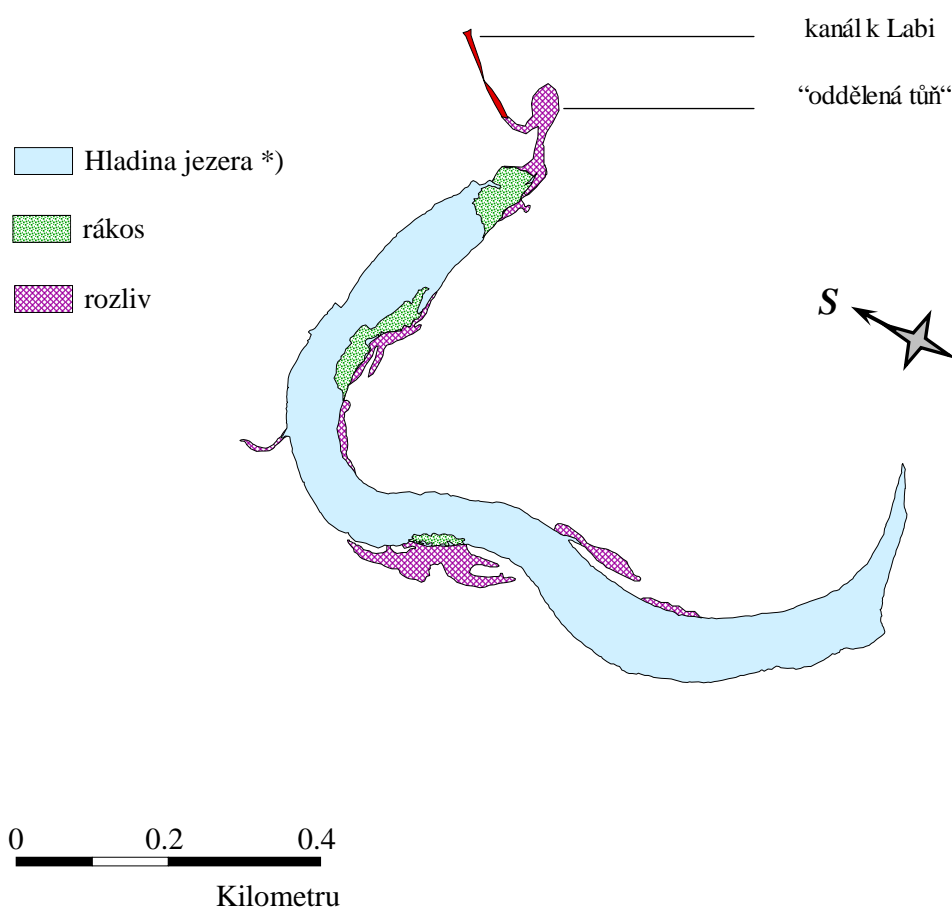 kanál k Labi
“oddělená tůň“
Hladina jezera *)
rákos
rozliv
S
0 0.2 0.4
Kilometru